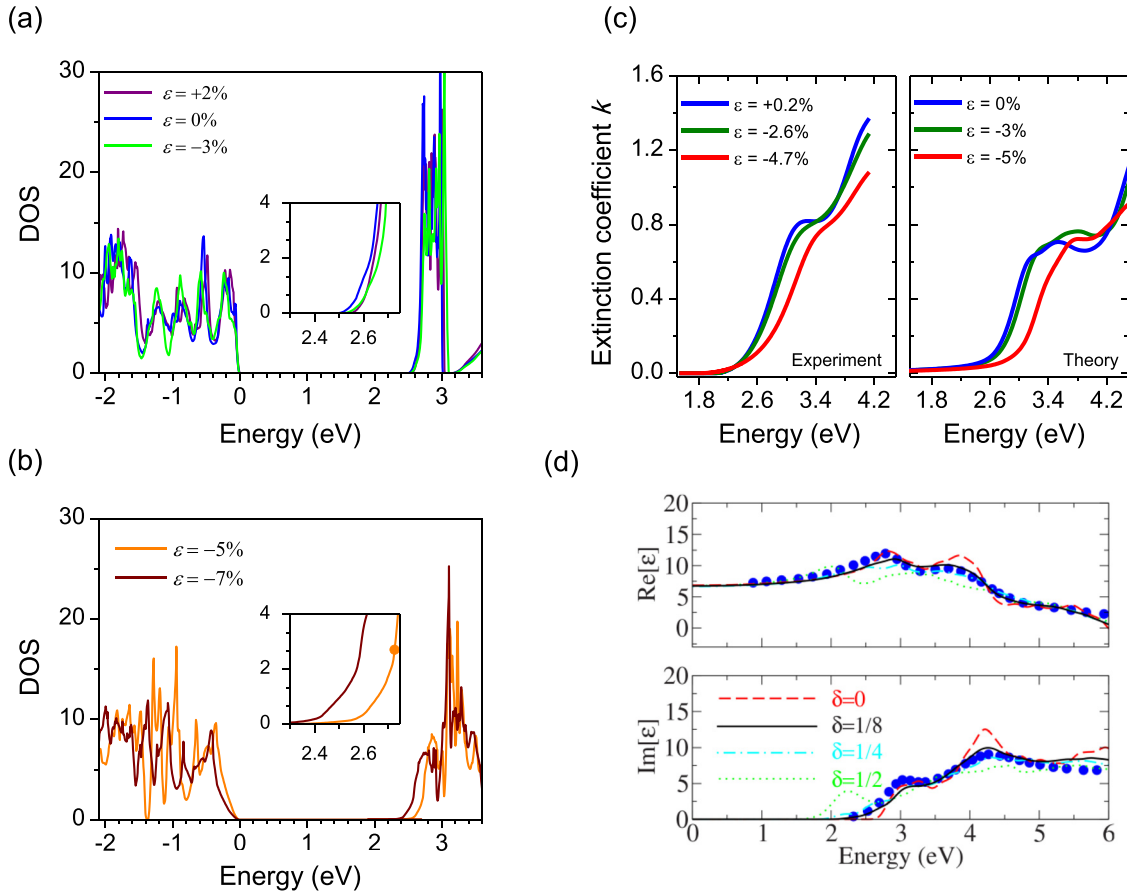 (a)
30
20
10
0
DOS
ε = +2%
ε = 0%
ε = −3%
4
2
0
2.4 2.6
-2 -1 0 1 2 3
Energy (eV)
(b)
30
20
10
0
DOS
ε = −5%
ε = −7%
4
2
0
2.4 2.6
-2 -1 0 1 2 3
Energy (eV)
(c)
1.6
1.2
0.8
0.4
0.0
Extinction coefficient k
ε = +0.2%
ε = -2.6%
ε = -4.7%
Experiment
1.8 2.6 3.4 4.2
Energy (eV)
ε = 0%
ε = -3%
ε = -5%
Theory
1.8 2.6 3.4 4.2
Energy (eV)
(d)
20
15
10
5
0
Re[ε]
20
15
10
5
0
Im[ε]
δ=0
δ=1/8
δ=1/4
δ=1/2
0 1 2 3 4 5 6
Energy (eV)